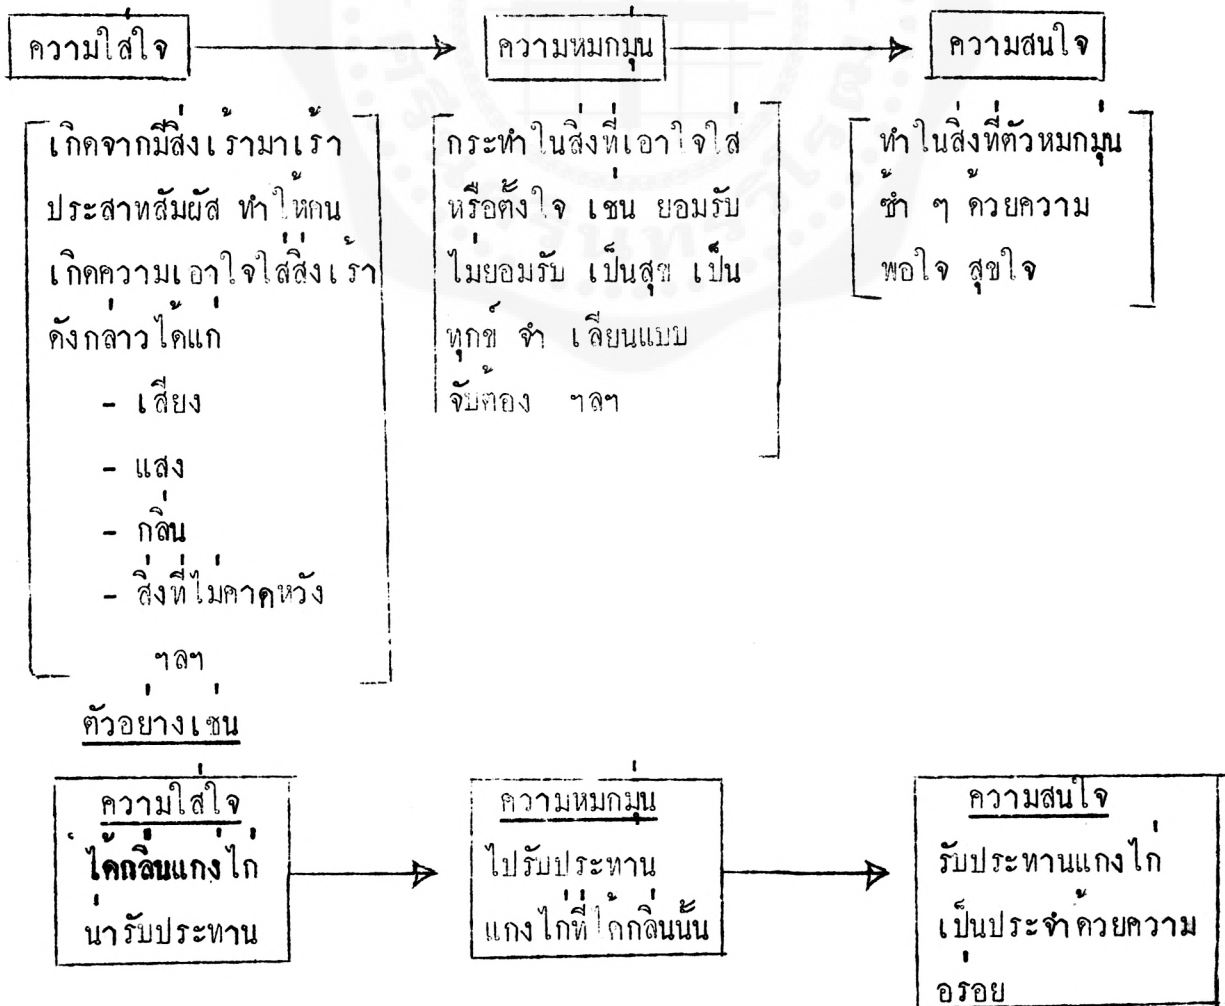 ความใส่ใจ
ความหมกมุ่น
ความสนใจ
เกิดจากมีสิ่งเร้ามาเร้า
ประสาทสัมผัส ทำให้คน
เกิดความเอาใจใส่สิ่งเร้า
ดังกล่าวได้แก่
- เสียง
- แสง
- กลิ่น
- สิ่งที่ไม่คาดหวัง
ฯลฯ
กระทำในสิ่งที่เอาใจใส่
หรือตั้งใจ เช่น ยอมรับ
ไม่ยอมรับ เป็นสุข เป็น
ทุกข์ จำ เลียนแบบ
จับต้อง ฯลฯ
ทำในสิ่งที่ตัวหมกมุ่น
ซ้ำ ๆ ด้วยความ
พอใจ สุขใจ
ตัวอย่างเช่น
ความใส่ใจ
ได้กลิ่นแกงไก่
น่ารับประทาน
ความหมกมุ่น
ไปรับประทาน
แกงไก่ที่ได้กลิ่นนั้น
ความสนใจ
รับประทานแกงไก่
เป็นประจำด้วยความ
อร่อย